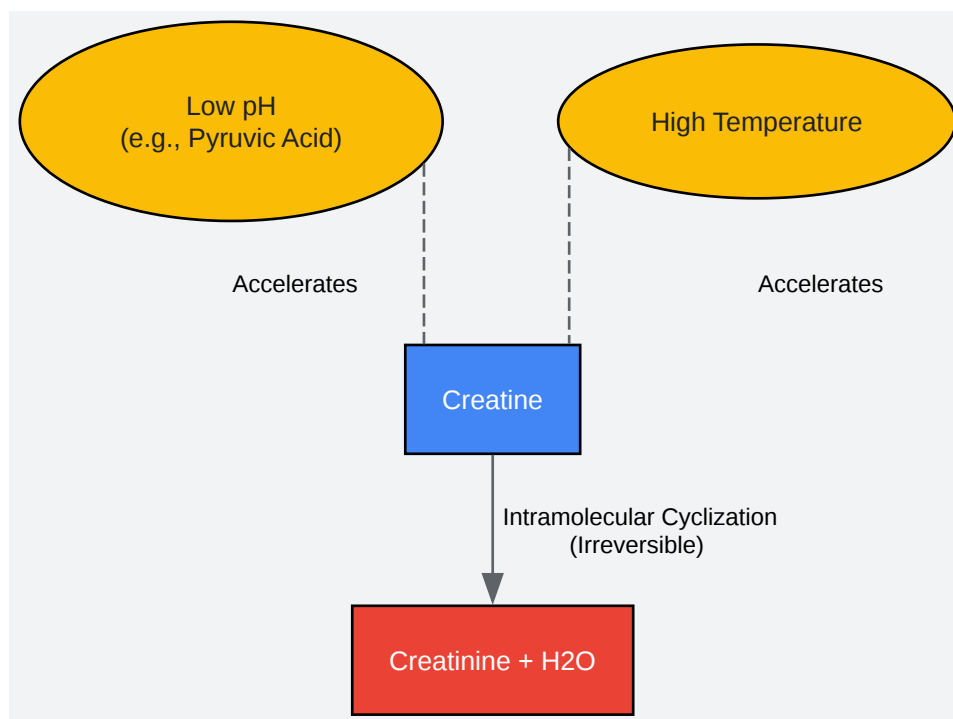 Low pH
(e.g., Pyruvic Acid)
High Temperature
Accelerates
Accelerates
Creatine
Intramolecular Cyclization
(Irreversible)
Creatinine + H2O